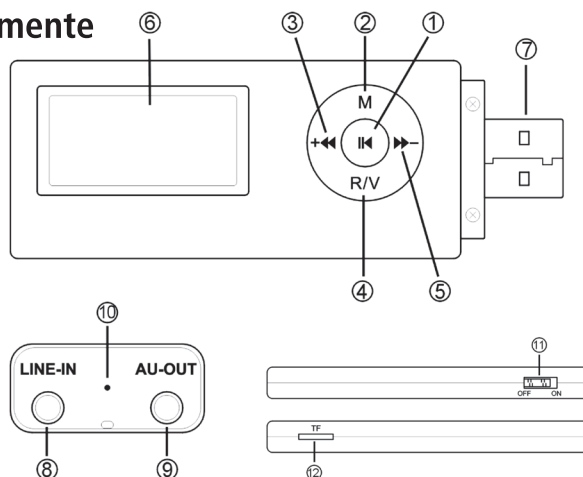 mente
⑥ ③ ② ① ⑦
M
+◀◀ II◀ ▶▶−
R/V
④ ⑤
⑩
LINE-IN AU-OUT
⑧ ⑨
⑪
OFF ON
TF
⑫